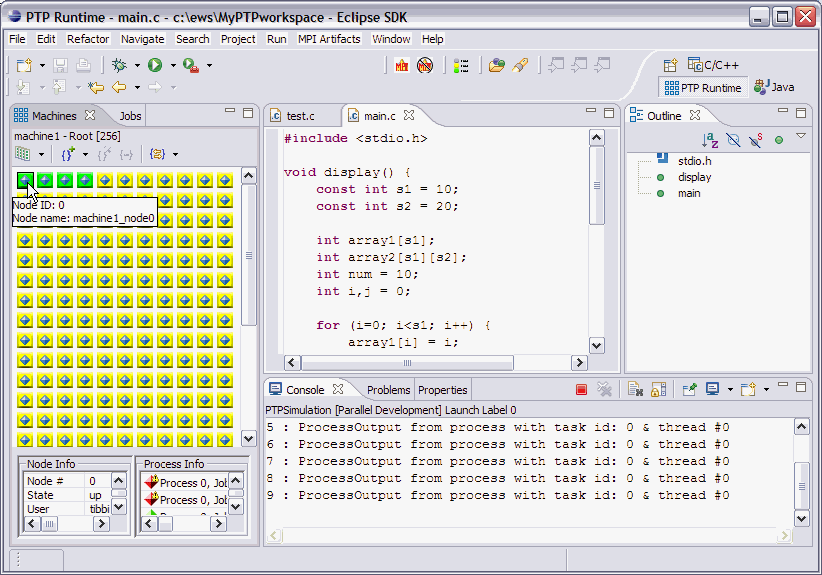 PTP Runtime - main.c - c:\ews\MyPTPworkspace - Eclipse SDK
File Edit Refactor Navigate Search Project Run MPI Artifacts Window Help
MPI MPI C/C++
PTP Runtime Java
Machines Jobs
machine1 - Root [256]
Node ID: 0
Node name: machine1_node0
Node Info
Node # 0
State up
User tibbi
Process Info
Process 0, Jol
Process 0, Jol
test.c main.c
#include <stdio.h>
void display() {
const int s1 = 10;
const int s2 = 20;
int array1[s1];
int array2[s1][s2];
int num = 10;
int i,j = 0;
for (i=0; i<s1; i++) {
array1[i] = i;
Outline
stdio.h
display
main
Console Problems Properties
PTPSimulation [Parallel Development] Launch Label 0
5 : ProcessOutput from process with task id: 0 & thread #0
6 : ProcessOutput from process with task id: 0 & thread #0
7 : ProcessOutput from process with task id: 0 & thread #0
8 : ProcessOutput from process with task id: 0 & thread #0
9 : ProcessOutput from process with task id: 0 & thread #0